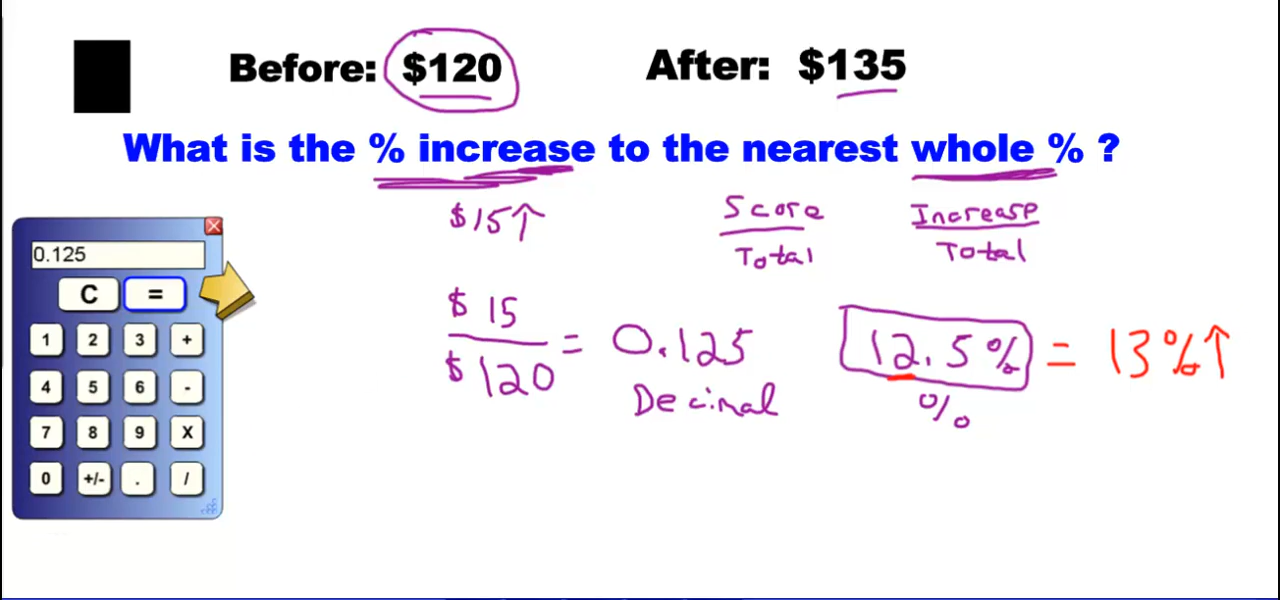 Before: $120 After: $135
What is the % increase to the nearest whole % ?
$15↑ Score Increase
Total Total
0.125
C =
1 2 3 +
4 5 6 -
7 8 9 X
0 +/- . /
$ 15
$ 120
= 0.125 12.5% = 13%↑
Decimal %